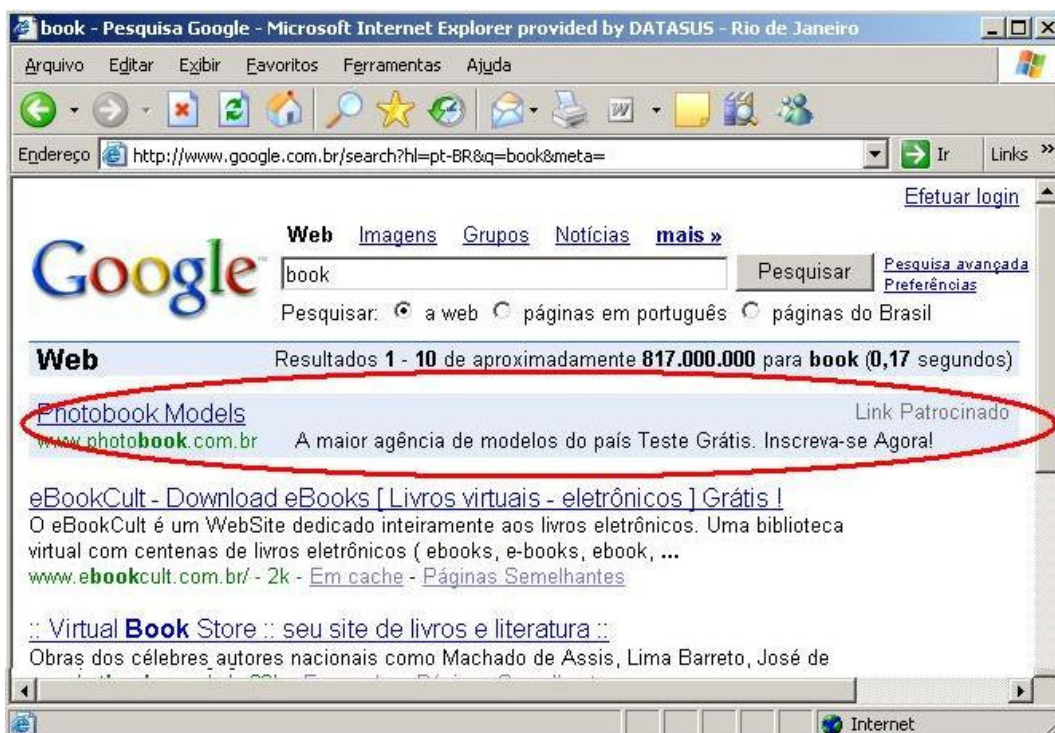 book - Pesquisa Google - Microsoft Internet Explorer provided by DATASUS - Rio de Janeiro
Arquivo Editar Exibir Favoritos Ferramentas Ajuda
Endereço http://www.google.com.br/search?hl=pt-BR&q=book&meta= Ir Links »
Efetuar login
Web Imagens Grupos Notícias mais »
Google™ book Pesquisar Pesquisa avançada
Preferências
Pesquisar: a web páginas em português páginas do Brasil
Web Resultados 1 - 10 de aproximadamente 817.000.000 para book (0,17 segundos)
Photobook Models Link Patrocinado
www.photobook.com.br A maior agência de modelos do país Teste Grátis. Inscreva-se Agora!
eBookCult - Download eBooks [ Livros virtuais - eletrônicos ] Grátis !
O eBookCult é um WebSite dedicado inteiramente aos livros eletrônicos. Uma biblioteca
virtual com centenas de livros eletrônicos ( ebooks, e-books, ebook, ...
www.ebookcult.com.br/ - 2k - Em cache - Páginas Semelhantes
:: Virtual Book Store :: seu site de livros e literatura ::
Obras dos célebres autores nacionais como Machado de Assis, Lima Barreto, José de
Internet